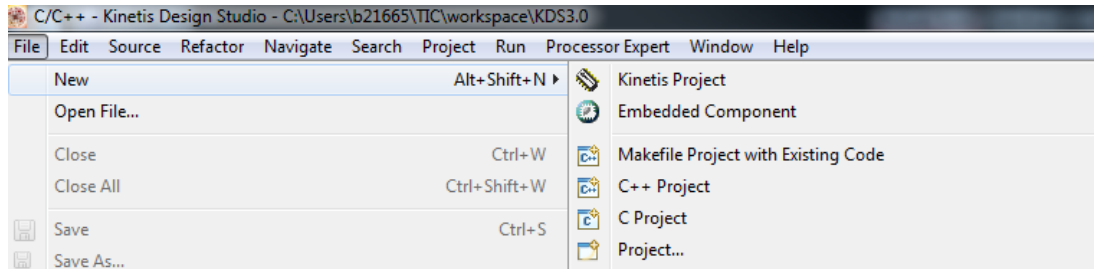 C/C++ - Kinetis Design Studio - C:\Users\b21665\TIC\workspace\KDS3.0
File Edit Source Refactor Navigate Search Project Run Processor Expert Window Help
New Alt+Shift+N
Open File...
Close Ctrl+W
Close All Ctrl+Shift+W
Save Ctrl+S
Save As...
Kinetis Project
Embedded Component
Makefile Project with Existing Code
C++ Project
C Project
Project...